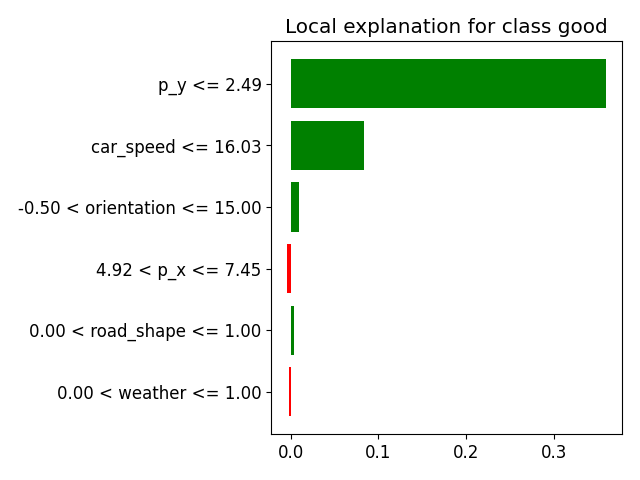 Local explanation for class good
p_y <= 2.49
car_speed <= 16.03
-0.50 < orientation <= 15.00
4.92 < p_x <= 7.45
0.00 < road_shape <= 1.00
0.00 < weather <= 1.00
0.0 0.1 0.2 0.3